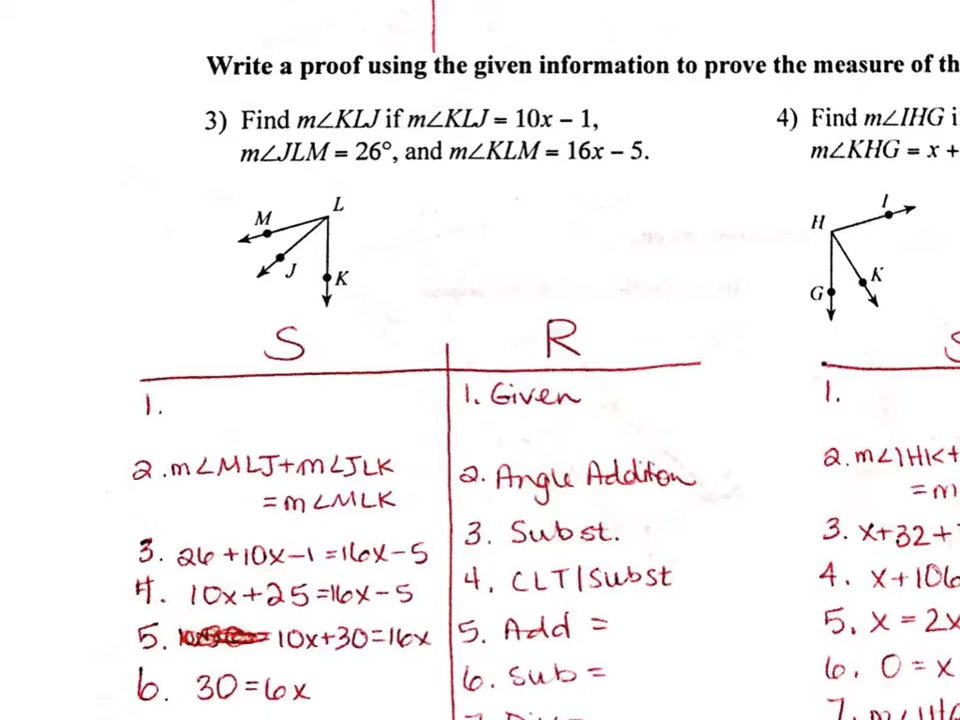 Write a proof using the given information to prove the measure of th
3) Find m∠KLJ if m∠KLJ = 10x − 1,
m∠JLM = 26°, and m∠KLM = 16x − 5.
4) Find m∠IHG i
m∠KHG = x +
M
L
J
K
I
H
K
G
S
R
1.
1. Given
2. m∠MLJ+m∠JLK
= m∠MLK
2. Angle Addition
3. 26+10x−1=16x−5
3. Subst.
4. 10x+25=16x−5
4. CLT/Subst
5. 10x+30=16x
5. Add =
6. 30=6x
6. Sub =
S
1.
2. m∠IHK+
= m
3. x+32+
4. x+106
5. x = 2x
6. 0 = x
7. m∠HG